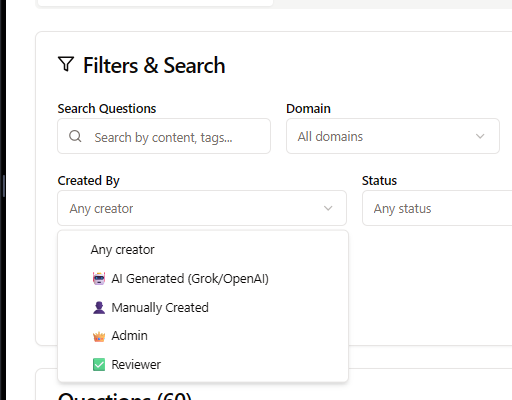 Filters & Search
Search Questions
Domain
Search by content, tags...
All domains
Created By
Status
Any creator
Any status
Any creator
AI Generated (Grok/OpenAI)
Manually Created
Admin
Reviewer
Questions (60)